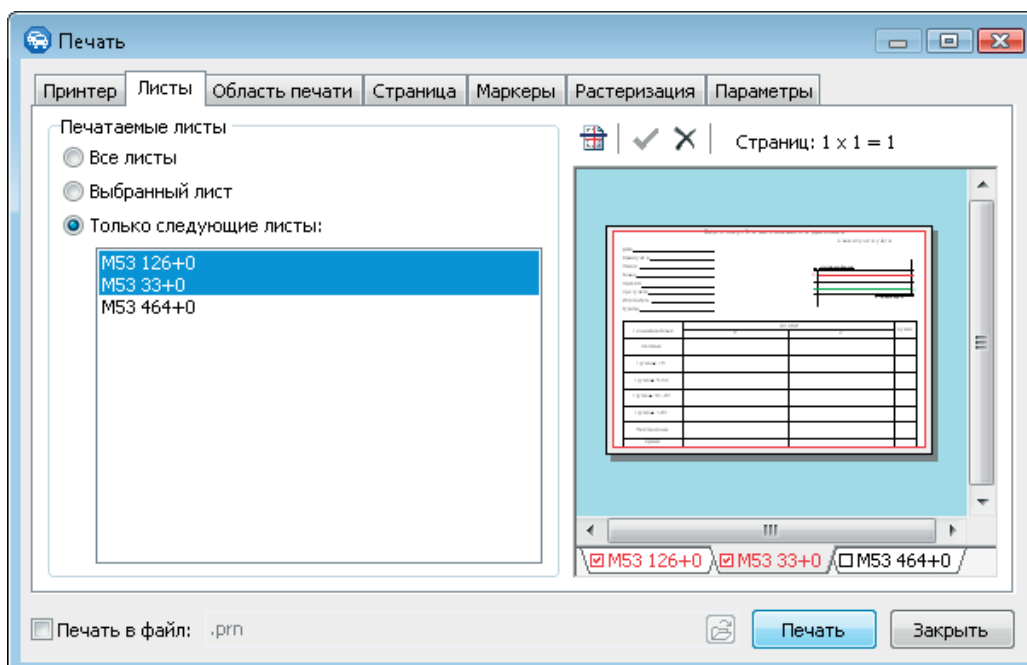 Печать
Принтер Листы Область печати Страница Маркеры Растеризация Параметры
Печатаемые листы
Все листы
Выбранный лист
Только следующие листы:
М53 126+0
М53 33+0
М53 464+0
Страниц: 1 x 1 = 1
М53 126+0 М53 33+0 М53 464+0
Печать в файл: .prn Печать Закрыть